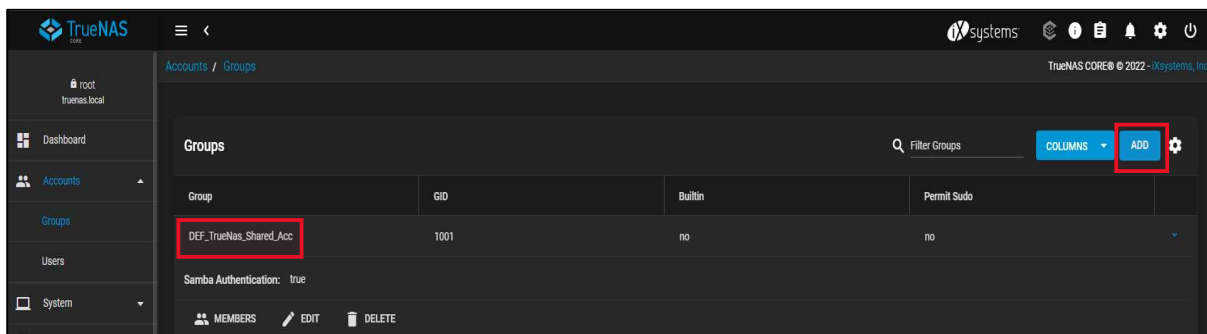 TrueNAS
CORE
iXsystems
Accounts / Groups
TrueNAS CORE® © 2022 - iXsystems, Inc
root
truenas.local
Dashboard
Groups
Filter Groups
COLUMNS
ADD
Accounts
Group GID Builtin Permit Sudo
Groups
DEF_TrueNas_Shared_Acc 1001 no no
Users
Samba Authentication: true
System
MEMBERS EDIT DELETE